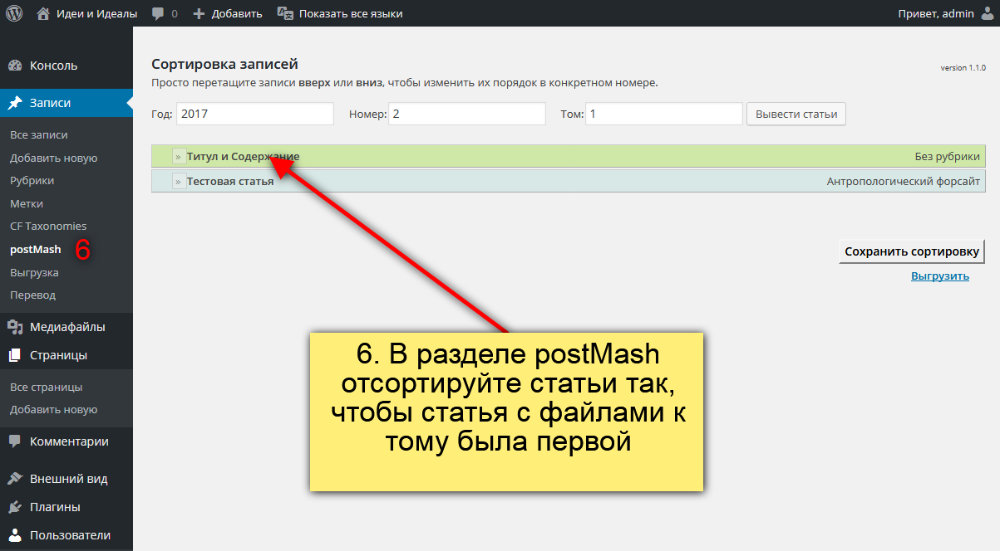 Идеи и Идеалы 0 Добавить Показать все языки Привет, admin
Консоль
Записи
Все записи
Добавить новую
Рубрики
Метки
CF Taxonomies
postMash 6
Выгрузка
Перевод
Медиафайлы
Страницы
Все страницы
Добавить новую
Комментарии
Внешний вид
Плагины
Пользователи
Сортировка записей
version 1.1.0
Просто перетащите записи вверх или вниз, чтобы изменить их порядок в конкретном номере.
Год: 2017 Номер: 2 Том: 1 Вывести статьи
» Титул и Содержание Без рубрики
» Тестовая статья Антропологический форсайт
Сохранить сортировку
Выгрузить
6. В разделе postMash
отсортируйте статьи так,
чтобы статья с файлами к
тому была первой